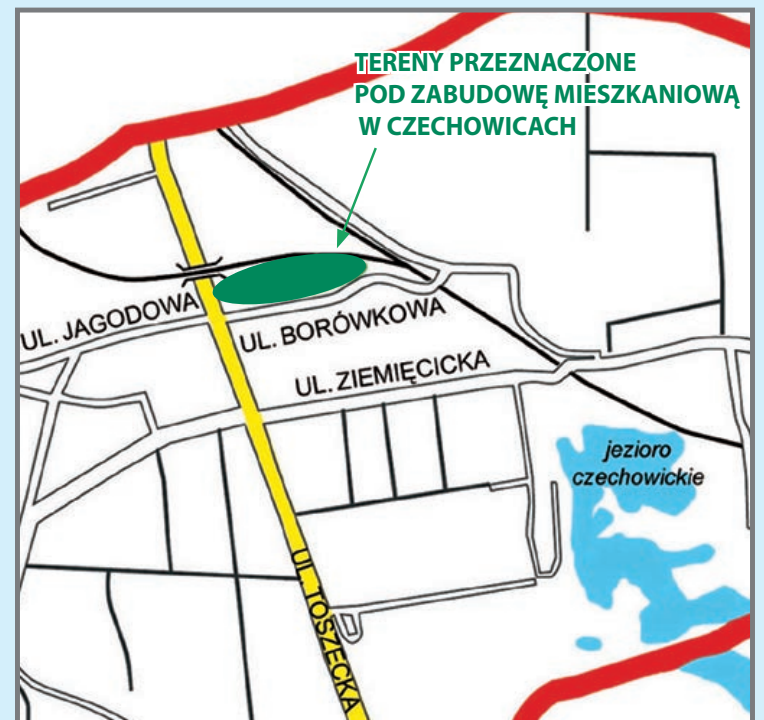 TERENY PRZEZNACZONE
POD ZABUDOWĘ MIESZKANIOWĄ
W CZECHOWICACH
UL. JAGODOWA
UL. BORÓWKOWA
UL. ZIEMIĘCICKA
jezioro
czechowickie
UL. TOSZECKA